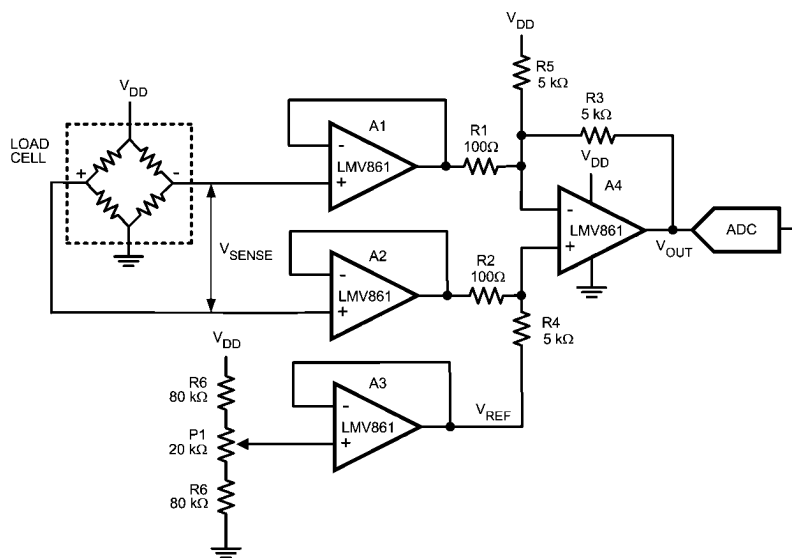 VDD
R5
5 kΩ
R3
5 kΩ
VDD
LOAD
CELL
+
-
A1
-
LMV861
+
R1
100Ω
VDD
A4
-
LMV861
+
VOUT
ADC
VSENSE
A2
-
LMV861
+
R2
100Ω
R4
5 kΩ
VDD
R6
80 kΩ
P1
20 kΩ
R6
80 kΩ
A3
-
LMV861
+
VREF